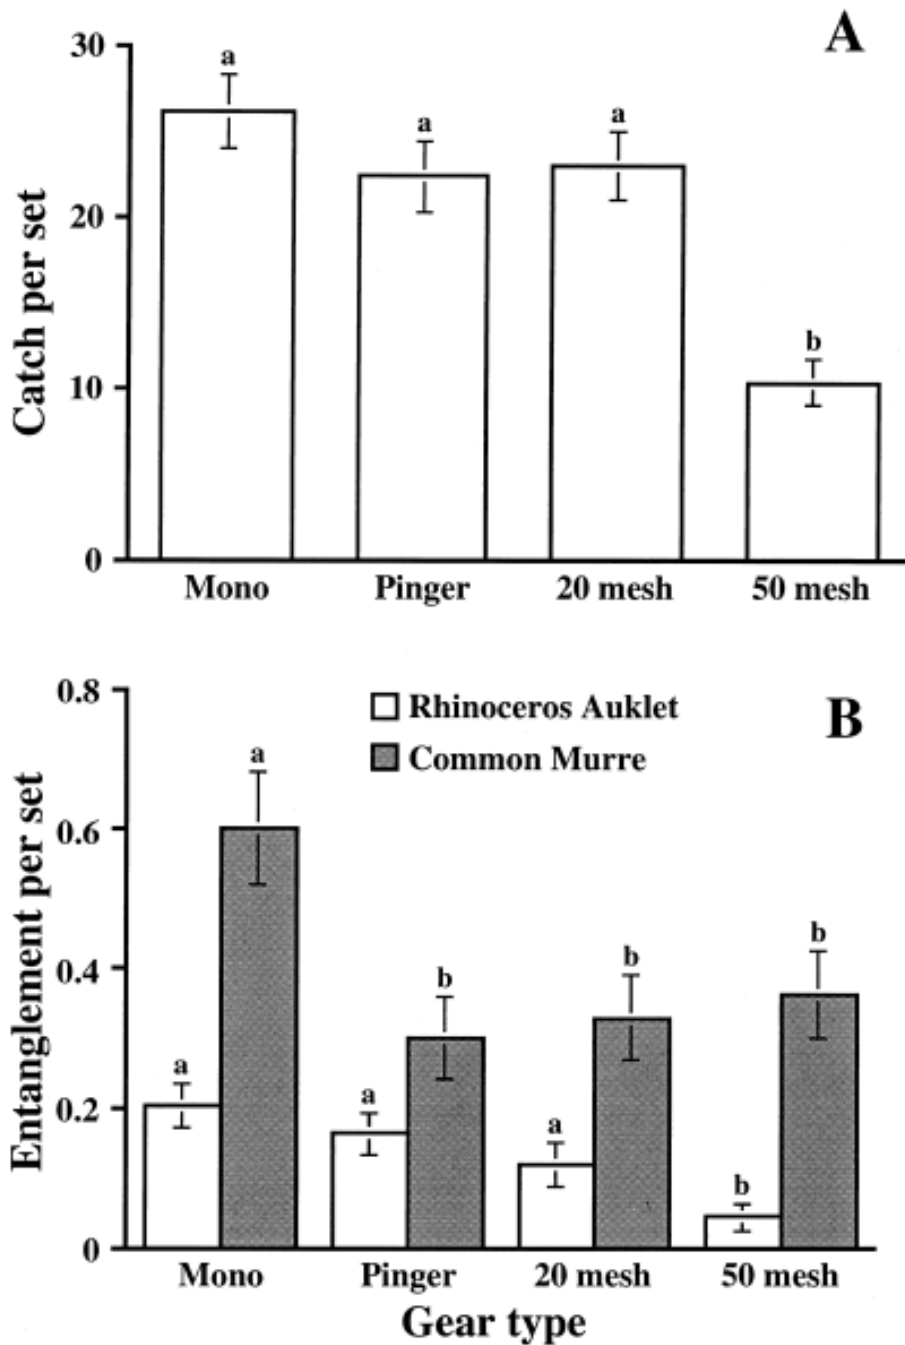 A
30
20
10
0
Catch per set
a
a
a
b
Mono Pinger 20 mesh 50 mesh
B
0.8
0.6
0.4
0.2
0
Entanglement per set
Rhinoceros Auklet
Common Murre
a
a
a
b
a
b
b
b
Mono Pinger 20 mesh 50 mesh
Gear type